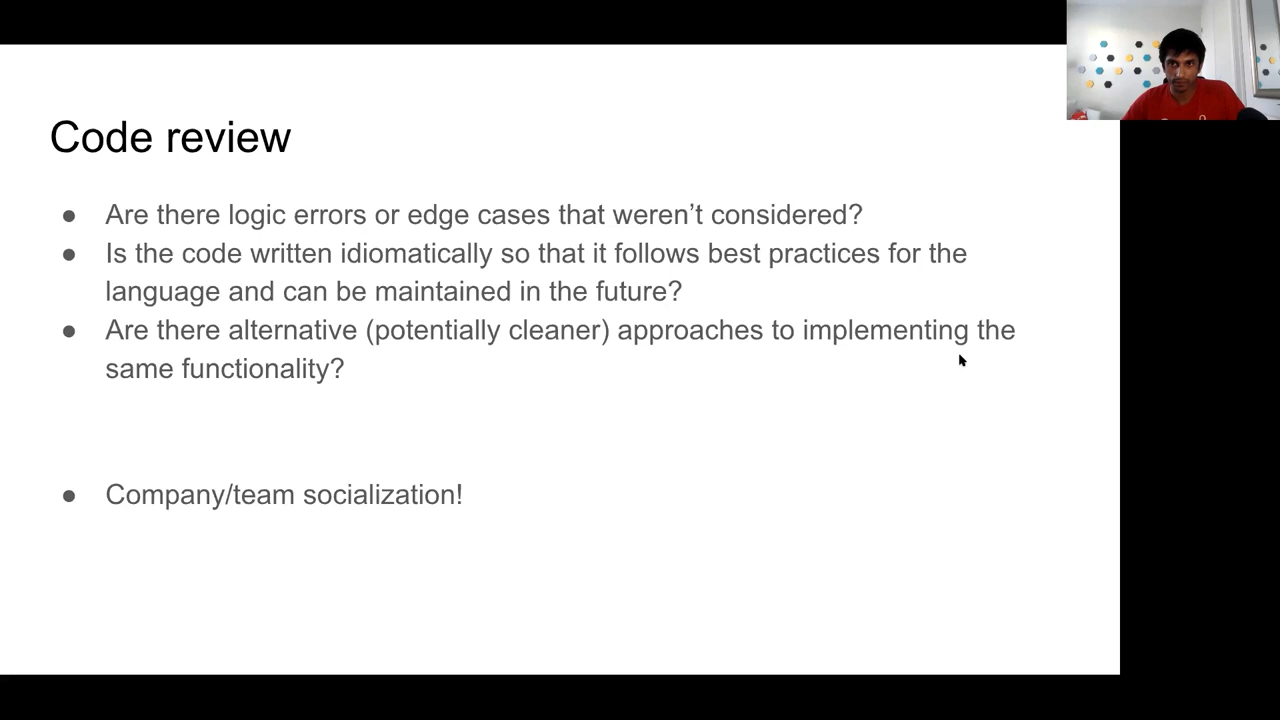 Code review
● Are there logic errors or edge cases that weren’t considered?
● Is the code written idiomatically so that it follows best practices for the
language and can be maintained in the future?
● Are there alternative (potentially cleaner) approaches to implementing the
same functionality?
● Company/team socialization!